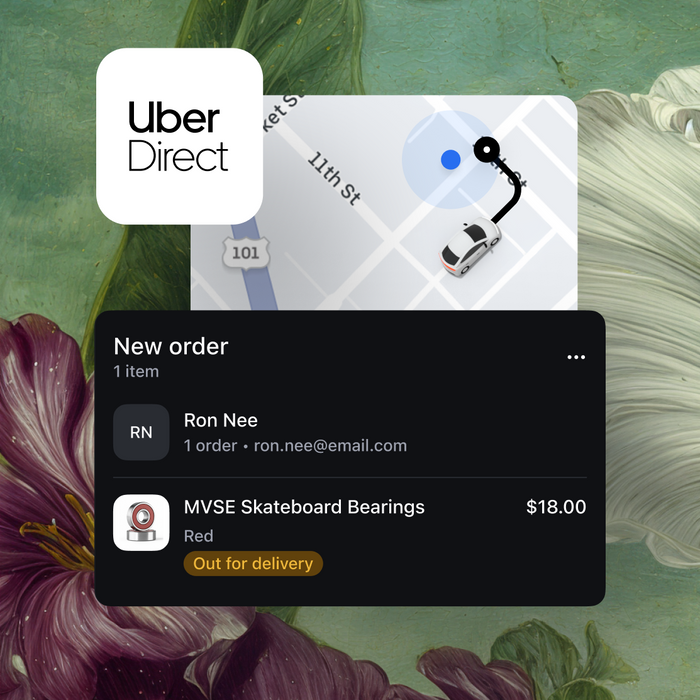 Uber
Direct
11th St
101
New order
1 item
RN
Ron Nee
1 order • ron.nee@email.com
MVSE Skateboard Bearings
$18.00
Red
Out for delivery